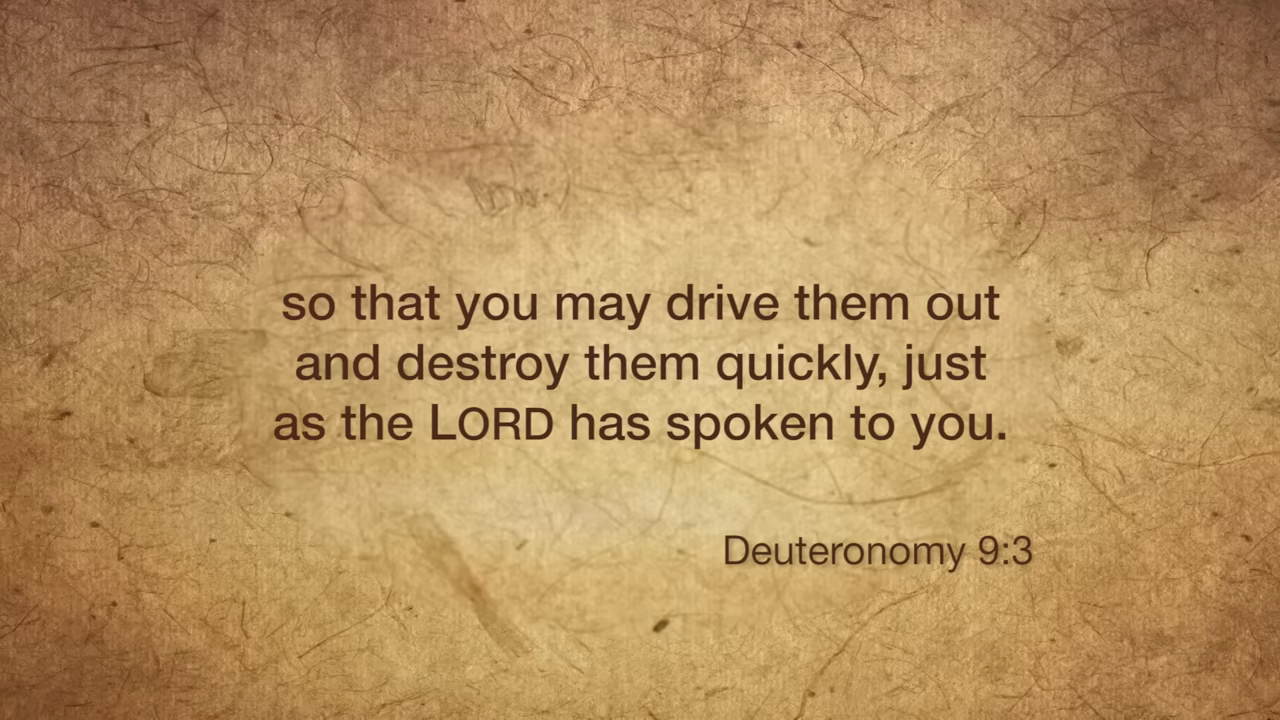 so that you may drive them out
and destroy them quickly, just
as the LORD has spoken to you.
Deuteronomy 9:3